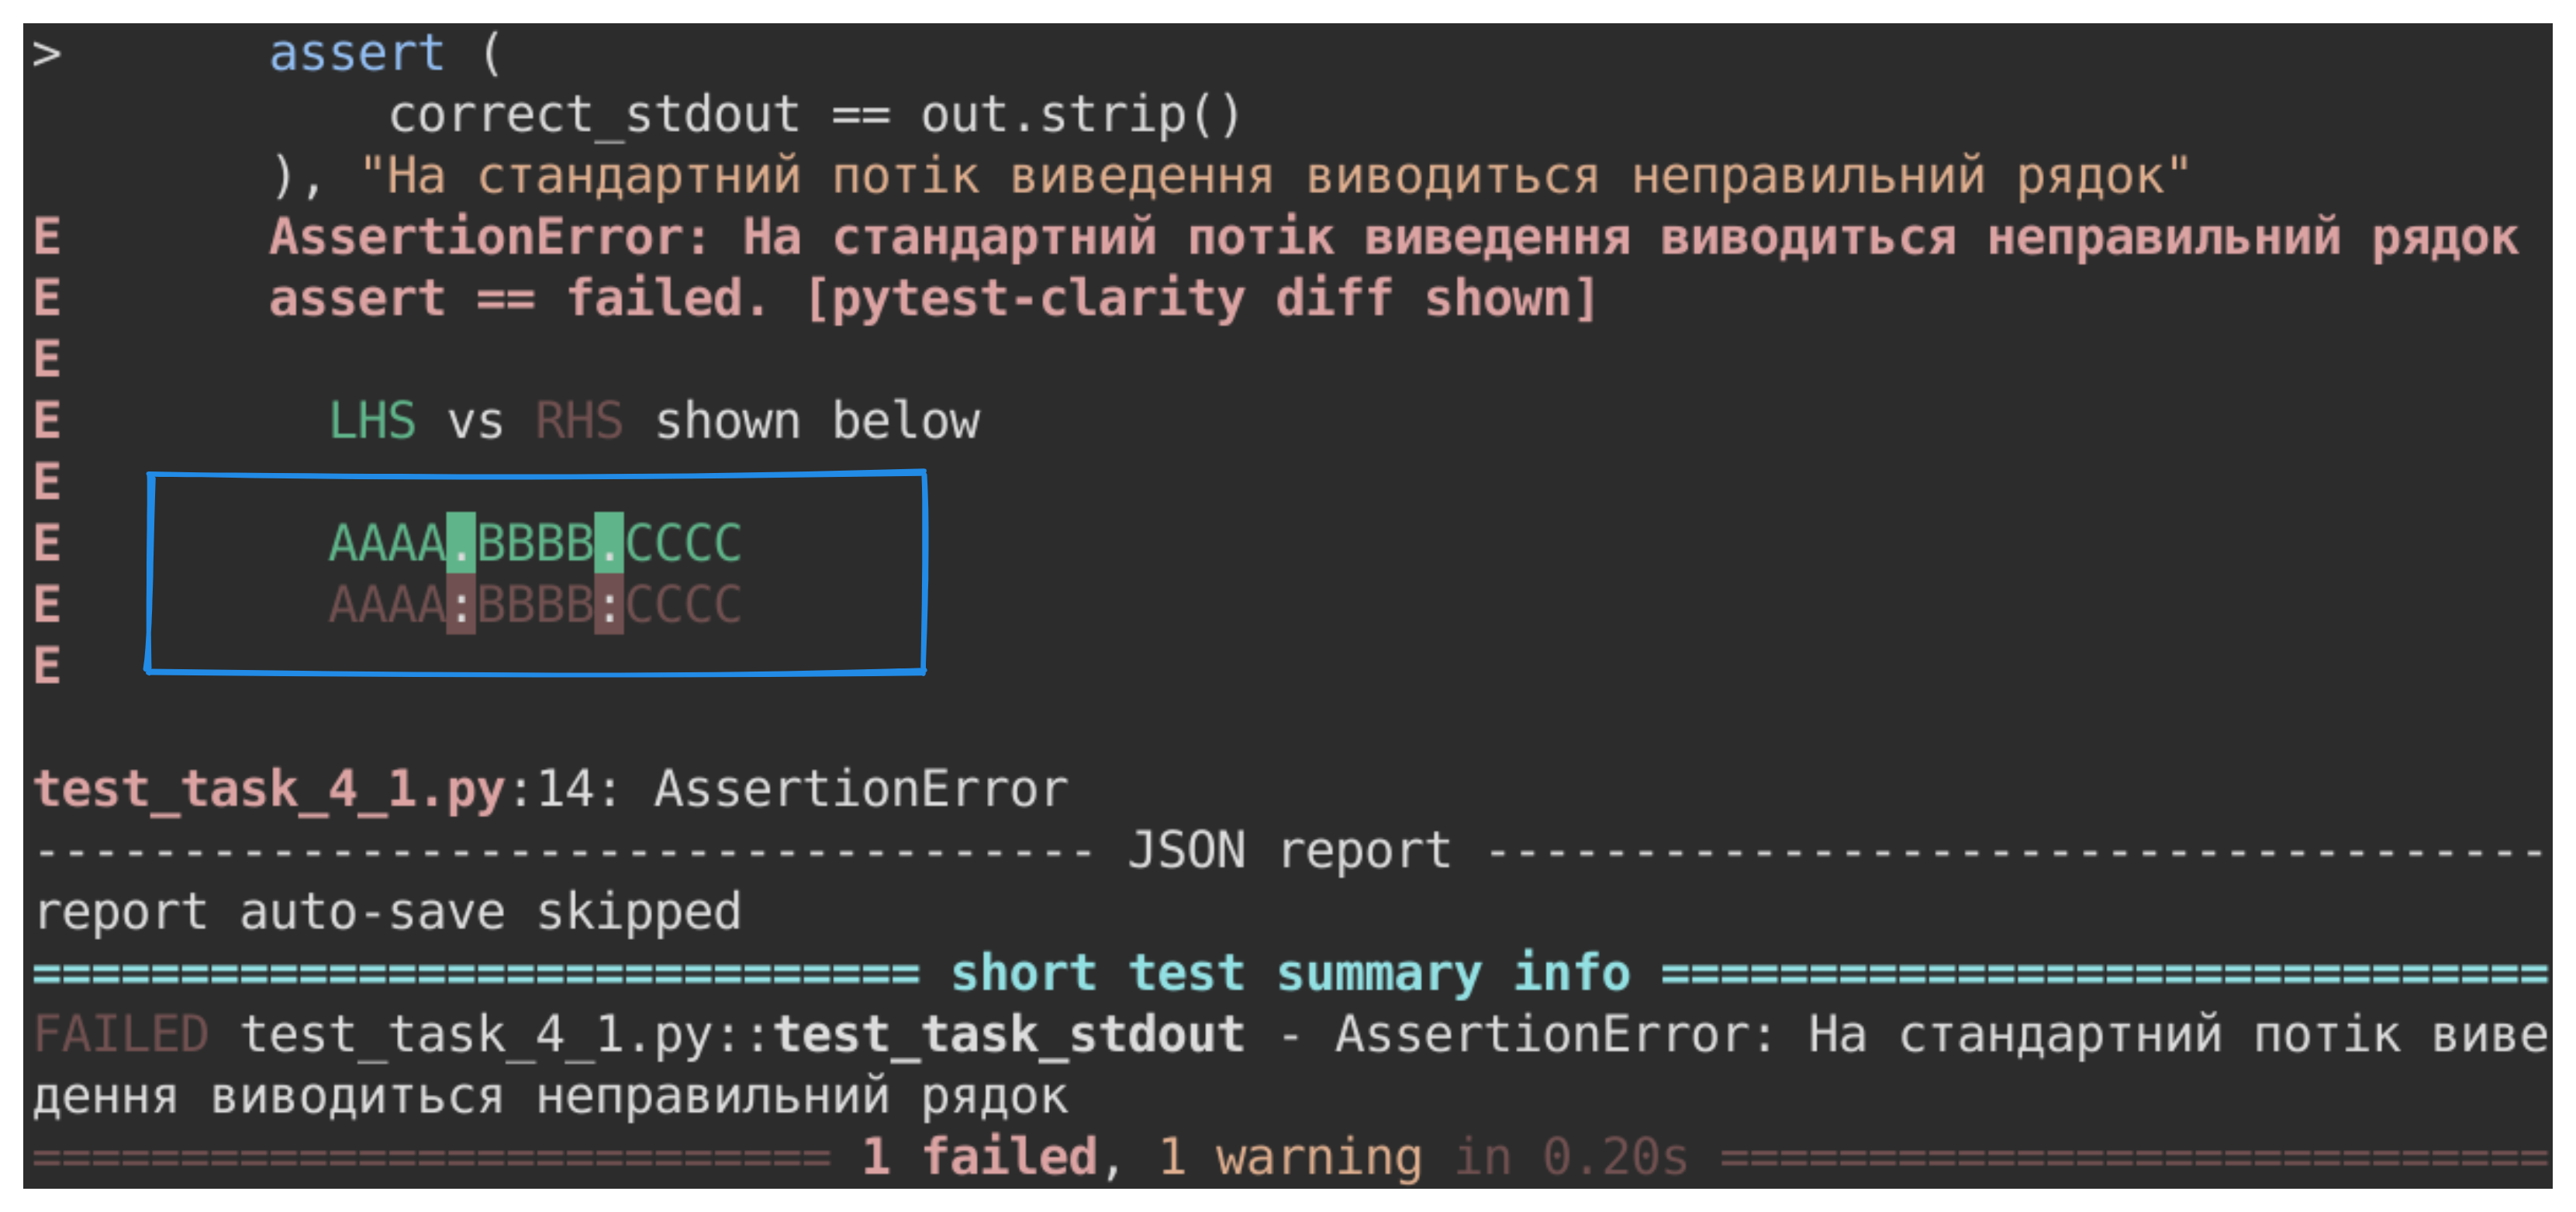 > assert (
correct_stdout == out.strip()
), "На стандартний потік виведення виводиться неправильний рядок"
E AssertionError: На стандартний потік виведення виводиться неправильний рядок
E assert == failed. [pytest-clarity diff shown]
E
E LHS vs RHS shown below
E
E AAAA.BBBB.CCCC
E AAAA:BBBB:CCCC
E
test_task_4_1.py:14: AssertionError
------------------------------------ JSON report ------------------------------------
report auto-save skipped
============================== short test summary info ==============================
FAILED test_task_4_1.py::test_task_stdout - AssertionError: На стандартний потік виве
дення виводиться неправильний рядок
=========================== 1 failed, 1 warning in 0.20s ============================